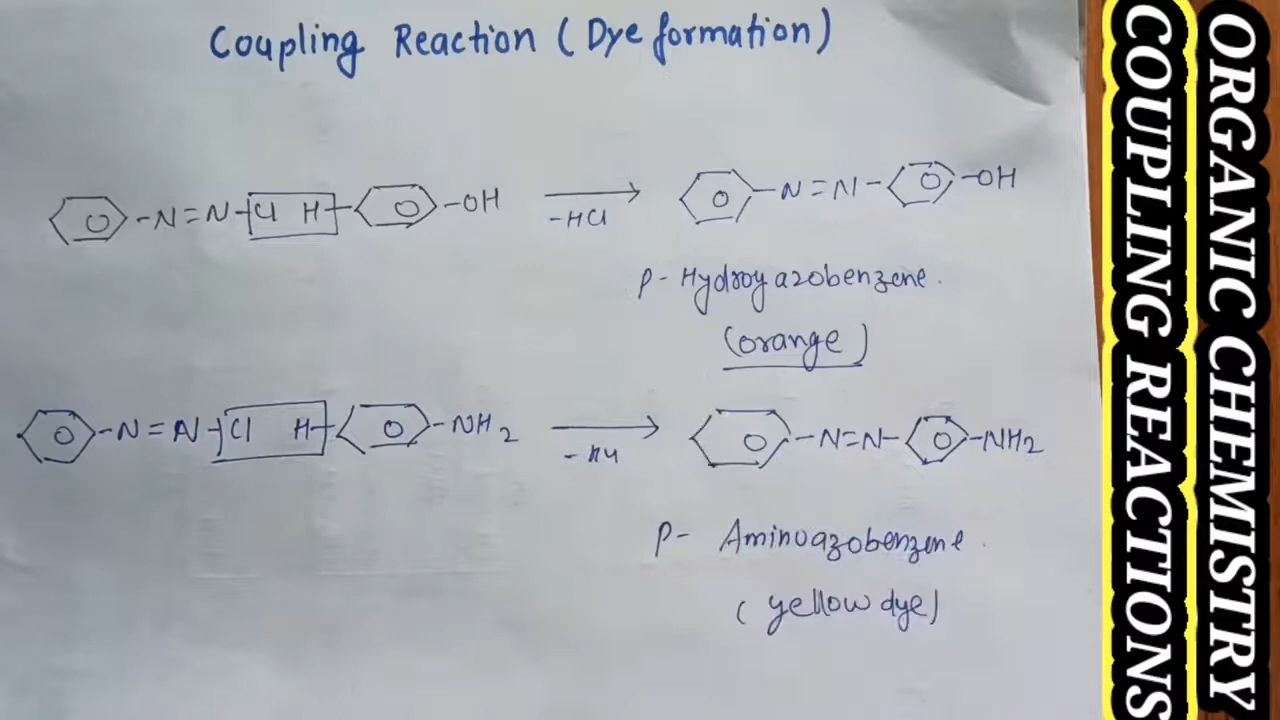 Coupling Reaction (Dye formation)
-N=N-Cl H- -OH -HCl -N=N- -OH
p-Hydroxy azobenzene.
(orange)
-N=N-Cl H- -NH2 -N=N- -NH2
p- Aminoazobenzene.
(yellow dye)
ORGANIC CHEMISTRY
COUPLING REACTIONS